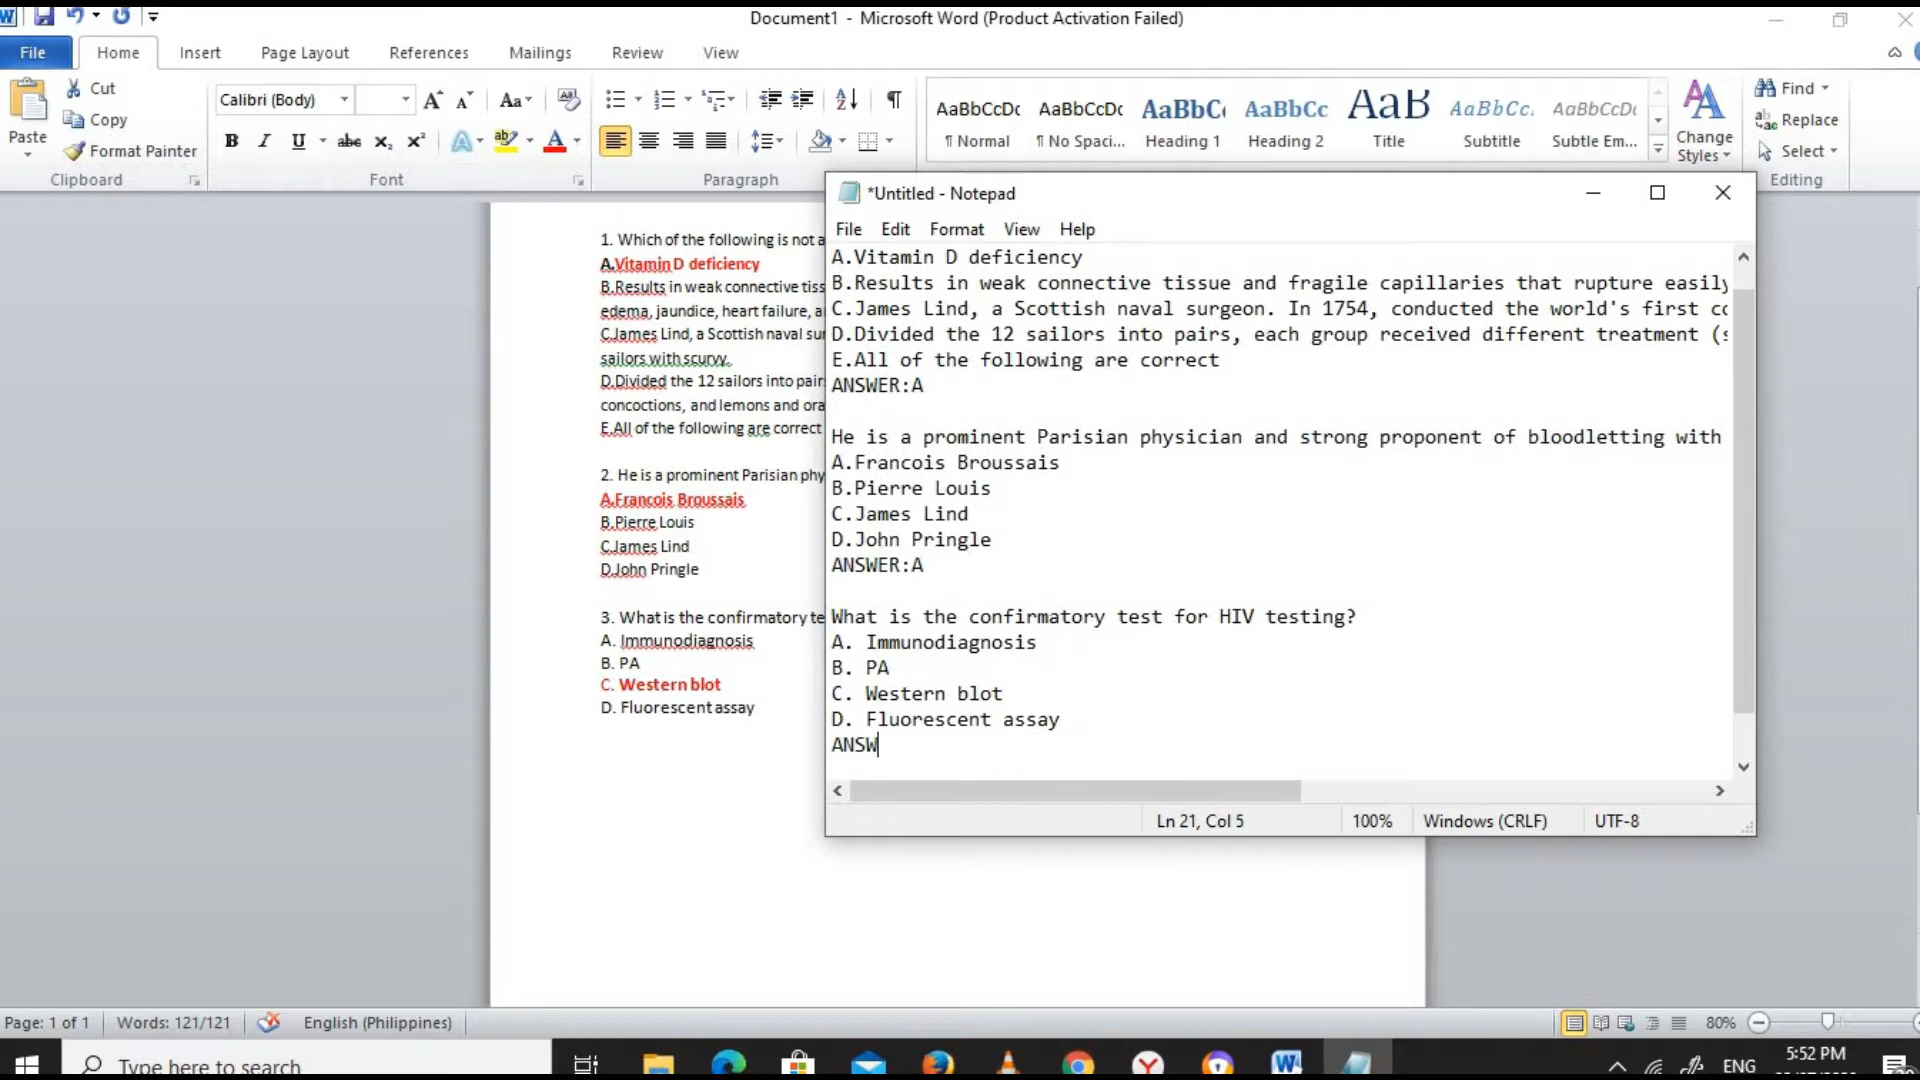 Document1 - Microsoft Word (Product Activation Failed)
File Home Insert Page Layout References Mailings Review View
Paste
Cut
Copy
Format Painter
Clipboard
Calibri (Body)
Font
Paragraph
AaBbCcDc AaBbCcDc AaBbC AaBbCc AaB AaBbCc. AaBbCcDc
¶ Normal ¶ No Spaci... Heading 1 Heading 2 Title Subtitle Subtle Em...
Change
Styles
Find
Replace
Select
Editing
1. Which of the following is not a
A.Vitamin D deficiency
B.Results in weak connective tiss
edema, jaundice, heart failure, a
C.James Lind, a Scottish naval sur
sailors with scurvy.
D.Divided the 12 sailors into pair
concoctions, and lemons and ora
E.All of the following are correct
2. He is a prominent Parisian phy
A.Francois Broussais
B.Pierre Louis
C.James Lind
D.John Pringle
3. What is the confirmatory te
A. Immunodiagnosis
B. PA
C. Western blot
D. Fluorescent assay
*Untitled - Notepad
File Edit Format View Help
A.Vitamin D deficiency
B.Results in weak connective tissue and fragile capillaries that rupture easily
C.James Lind, a Scottish naval surgeon. In 1754, conducted the world's first co
D.Divided the 12 sailors into pairs, each group received different treatment (s
E.All of the following are correct
ANSWER:A
He is a prominent Parisian physician and strong proponent of bloodletting with
A.Francois Broussais
B.Pierre Louis
C.James Lind
D.John Pringle
ANSWER:A
What is the confirmatory test for HIV testing?
A. Immunodiagnosis
B. PA
C. Western blot
D. Fluorescent assay
ANSW
Ln 21, Col 5 100% Windows (CRLF) UTF-8
Page: 1 of 1 Words: 121/121 English (Philippines) 80%
Type here to search
ENG
5:52 PM